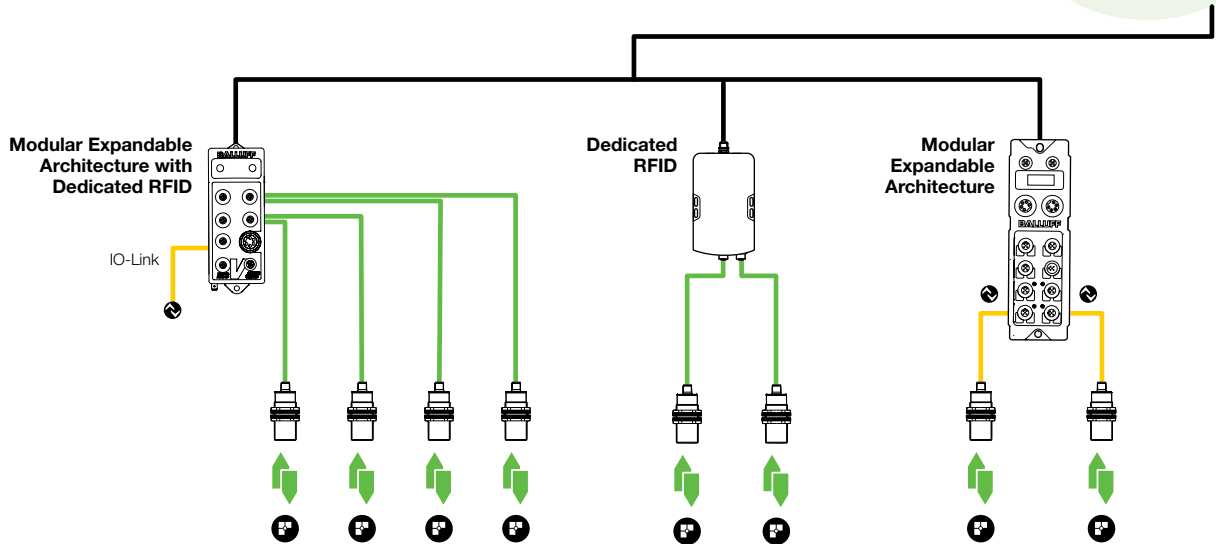 Modular Expandable
Architecture with
Dedicated RFID
BALLUFF
IO-Link
Dedicated
RFID
Modular
Expandable
Architecture
BALLUFF